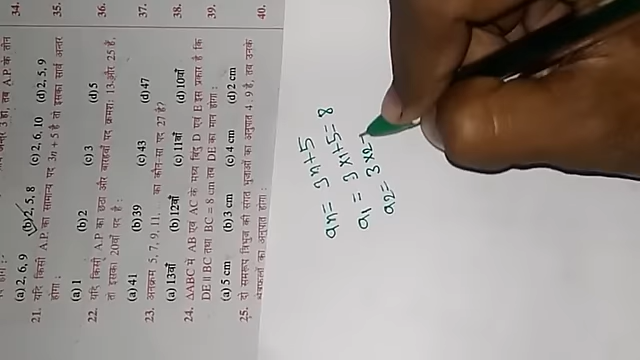 (a) 2, 6, 9 (b) 2, 5, 8 (c) 2, 6, 10 (d) 2, 5, 9
21. यदि किसी A.P. का सामान्य पद 3n + 5 है तो इसका सार्व अन्तर
होगा :
(a) 1 (b) 2 (c) 3 (d) 5
22. यदि किसी A.P. का छठा और बारहवाँ पद क्रमशः 13 और 25 है,
तो इसका 20वाँ पद है :
(a) 41 (b) 39 (c) 43 (d) 47
23. अनुक्रम 5, 7, 9, 11, ... का कौन-सा पद 27 है?
(a) 13वाँ (b) 12वाँ (c) 11वाँ (d) 10वाँ
24. ΔABC में AB एवं AC के मध्य बिंदु D एवं E इस प्रकार है कि
DE || BC तथा BC = 8 cm तब DE का मान होगा :
(a) 5 cm (b) 3 cm (c) 4 cm (d) 2 cm
25. दो समरूप त्रिभुज की संगत भुजाओं का अनुपात 4 : 9 है, तब उनके
क्षेत्रफलों का अनुपात होगा :
34.
35.
36.
37.
38.
39.
40.
an = 3n+5
a1 = 3×1+5=8
a2 = 3×2